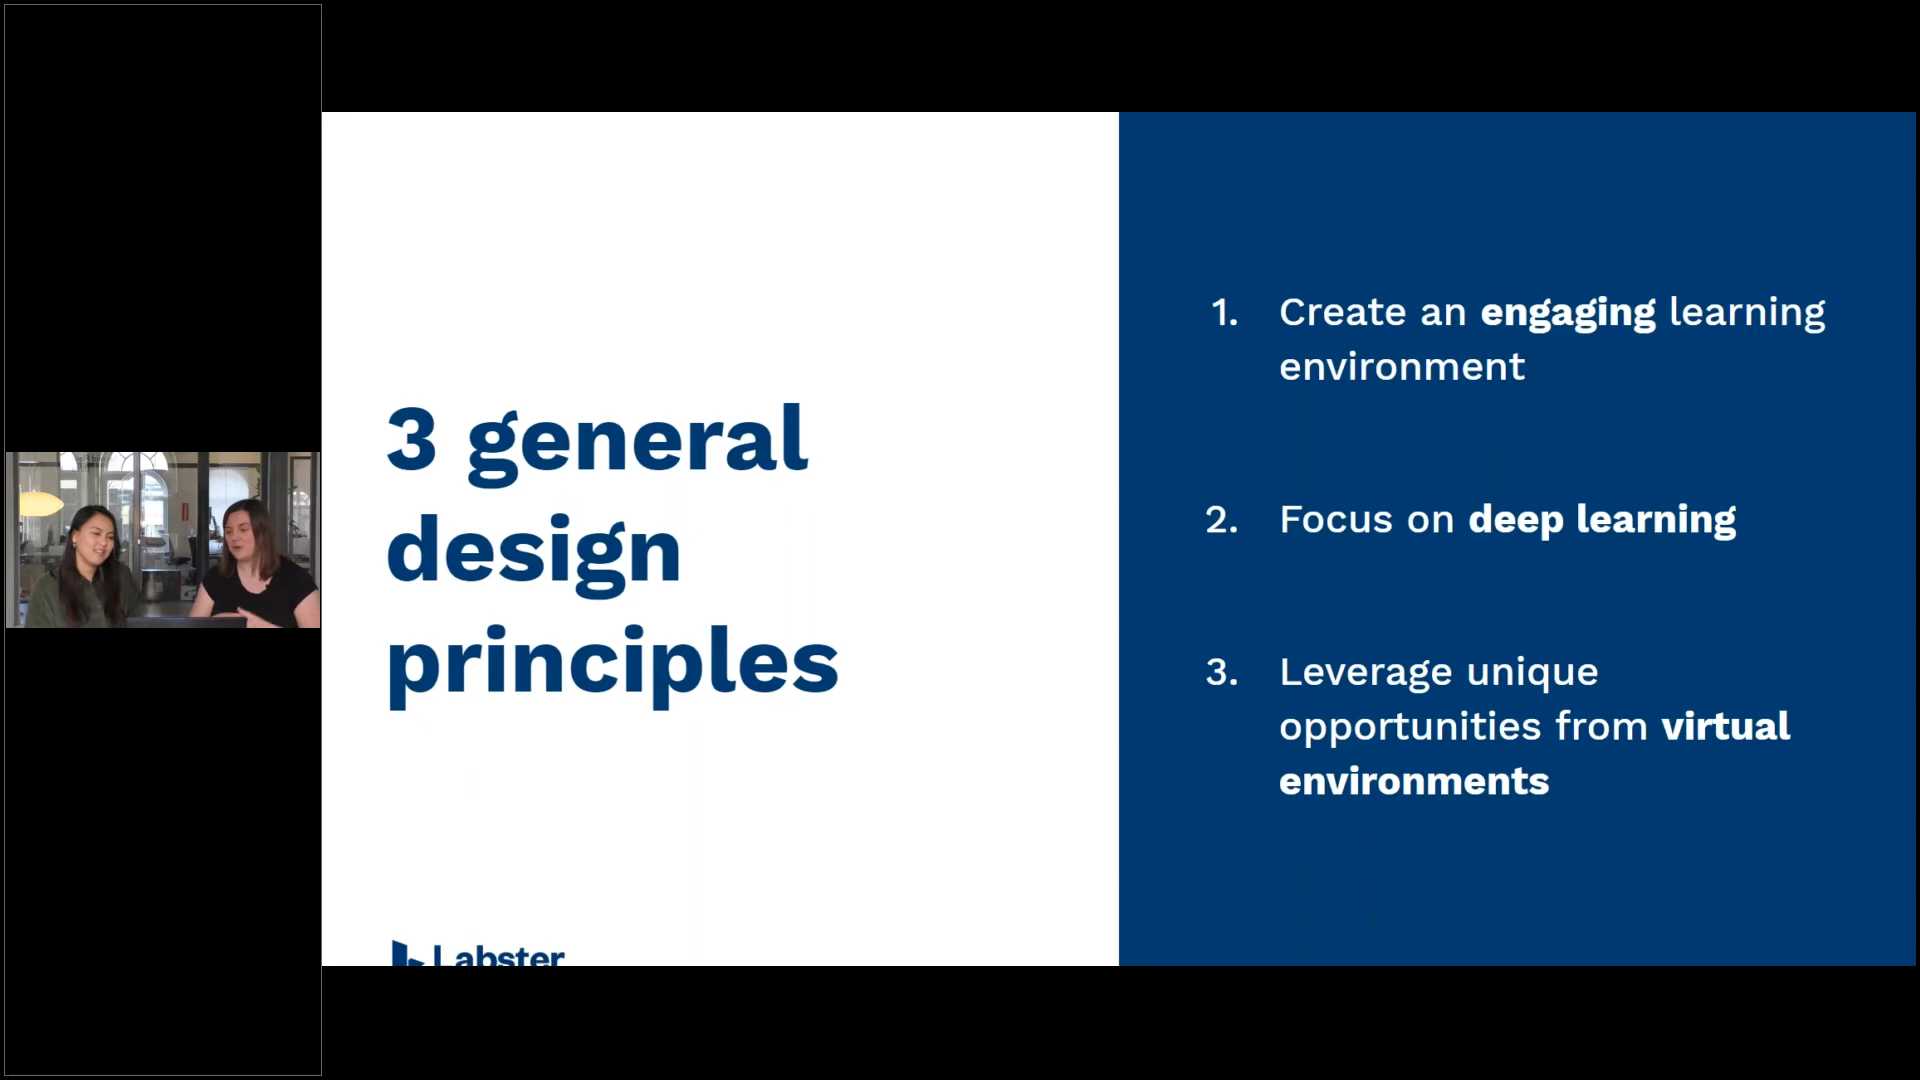 3 general
design
principles
1. Create an engaging learning
environment
2. Focus on deep learning
3. Leverage unique
opportunities from virtual
environments
Labster